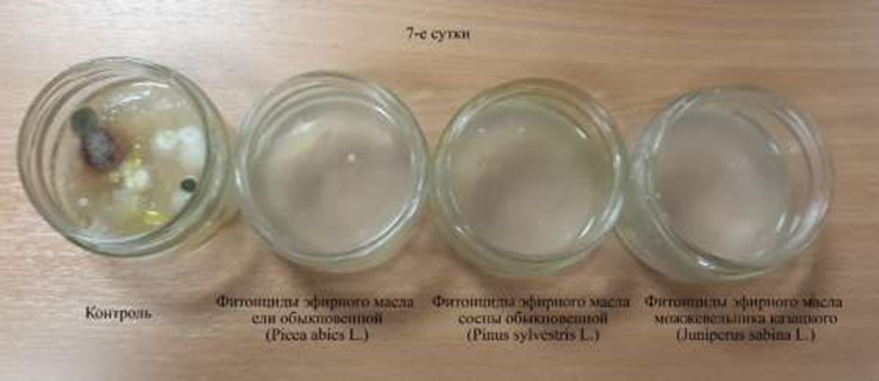 7-е сутки
Контроль
Фитонциды эфирного масла
ели обыкновенной
(Picea abies L.)
Фитонциды эфирного масла
сосны обыкновенной
(Pinus sylvestris L.)
Фитонциды эфирного масла
можжевельника казацкого
(Juniperus sabina L.)